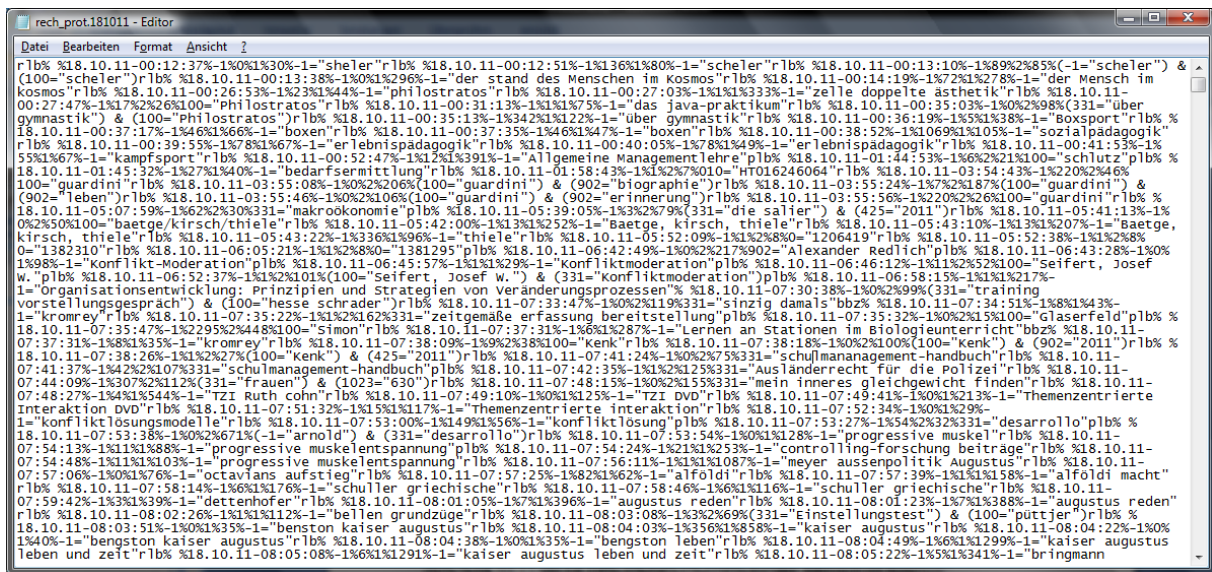 rech_prot.181011 - Editor
Datei Bearbeiten Format Ansicht ?
rlb% %18.10.11-00:12:37%-1%0%1%30%-1="sheler"rlb% %18.10.11-00:12:51%-1%136%1%80%-1="scheler"rlb% %18.10.11-00:13:10%-1%89%2%85%(-1="scheler") &
(100="scheler")rlb% %18.10.11-00:13:38%-1%0%1%296%-1="der stand des Menschen im Kosmos"rlb% %18.10.11-00:14:19%-1%72%1%278%-1="der Mensch im
kosmos"rlb% %18.10.11-00:26:53%-1%23%1%44%-1="philostratos"rlb% %18.10.11-00:27:03%-1%1%1%333%-1="zelle doppelte ästhetik"rlb% %18.10.11-
00:27:47%-1%17%2%26%100="Philostratos"rlb% %18.10.11-00:31:13%-1%1%1%75%-1="das java-praktikum"rlb% %18.10.11-00:35:03%-1%0%2%98%(331="über
gymnastik") & (100="Philostratos")rlb% %18.10.11-00:35:13%-1%342%1%122%-1="über gymnastik"rlb% %18.10.11-00:36:19%-1%5%1%38%-1="Boxsport"rlb% %
18.10.11-00:37:17%-1%46%1%66%-1="boxen"rlb% %18.10.11-00:37:35%-1%46%1%47%-1="boxen"rlb% %18.10.11-00:38:52%-1%1069%1%105%-1="sozialpädagogik"
rlb% %18.10.11-00:39:55%-1%78%1%67%-1="erlebnispädagogik"rlb% %18.10.11-00:40:05%-1%78%1%49%-1="erlebnispädagogik"rlb% %18.10.11-00:41:53%-1%
55%1%67%-1="kampfsport"rlb% %18.10.11-00:52:47%-1%12%1%391%-1="Allgemeine Managementlehre"plb% %18.10.11-01:44:53%-1%6%2%21%100="schlutz"plb% %
18.10.11-01:45:32%-1%27%1%40%-1="bedarfsermittlung"rlb% %18.10.11-01:58:43%-1%1%2%7%010="HT016246064"rlb% %18.10.11-03:54:43%-1%220%2%46%
100="guardini"rlb% %18.10.11-03:55:08%-1%0%2%206%(100="guardini") & (902="biographie")rlb% %18.10.11-03:55:24%-1%7%2%187%(100="guardini") &
(902="leben")rlb% %18.10.11-03:55:46%-1%0%2%106%(100="guardini") & (902="erinnerung")rlb% %18.10.11-03:55:56%-1%220%2%26%100="guardini"rlb% %
18.10.11-05:07:59%-1%62%2%30%331="makroökonomie"plb% %18.10.11-05:39:05%-1%3%2%79%(331="die salier") & (425="2011")rlb% %18.10.11-05:41:13%-1%
0%2%50%100="baetge/kirsch/thiele"rlb% %18.10.11-05:42:00%-1%13%1%252%-1="Baetge, kirsch, thiele"rlb% %18.10.11-05:43:10%-1%13%1%207%-1="Baetge,
kirsch, thiele"rlb% %18.10.11-05:43:22%-1%336%1%96%-1="thiele"rlb% %18.10.11-05:52:09%-1%1%2%8%0="1206419"rlb% %18.10.11-05:52:38%-1%1%2%8%
0="1382310"rlb% %18.10.11-06:05:21%-1%1%2%8%0="1381295"plb% %18.10.11-06:42:49%-1%0%2%217%902="Alexander Redlich"plb% %18.10.11-06:43:28%-1%0%
1%98%-1="Konflikt-Moderation"plb% %18.10.11-06:45:57%-1%1%1%29%-1="Konfliktmoderation"plb% %18.10.11-06:46:12%-1%11%2%52%100="Seifert, Josef
W."plb% %18.10.11-06:52:37%-1%1%2%101%(100="Seifert, Josef W.") & (331="Konfliktmoderation")plb% %18.10.11-06:58:15%-1%1%1%217%-
1="Organisationsentwicklung: Prinzipien und Strategien von Veränderungsprozessen"% %18.10.11-07:30:38%-1%0%2%99%(331="training
vorstellungsgespräch") & (100="hesse schrader")rlb% %18.10.11-07:33:47%-1%0%2%119%331="sinzig damals"bbz% %18.10.11-07:34:51%-1%8%1%43%-
1="kromrey"rlb% %18.10.11-07:35:22%-1%1%2%162%331="zeitgemäße erfassung bereitstellung"plb% %18.10.11-07:35:32%-1%0%2%15%100="Glaserfeld"plb% %
18.10.11-07:35:47%-1%2295%2%448%100="Simon"rlb% %18.10.11-07:37:31%-1%6%1%287%-1="Lernen an Stationen im Biologieunterricht"bbz% %18.10.11-
07:37:31%-1%8%1%35%-1="kromrey"rlb% %18.10.11-07:38:09%-1%9%2%38%100="Kenk"rlb% %18.10.11-07:38:18%-1%0%2%100%(100="Kenk") & (902="2011")rlb% %
18.10.11-07:38:26%-1%1%2%27%(100="Kenk") & (425="2011")rlb% %18.10.11-07:41:24%-1%0%2%75%331="schulmananagement-handbuch"rlb% %18.10.11-
07:41:37%-1%42%2%107%331="schulmanagement-handbuch"plb% %18.10.11-07:42:35%-1%1%2%125%331="Ausländerrecht für die Polizei"rlb% %18.10.11-
07:44:09%-1%307%2%112%(331="frauen") & (1023="630")rlb% %18.10.11-07:48:15%-1%0%2%155%331="mein inneres gleichgewicht finden"rlb% %18.10.11-
07:48:27%-1%4%1%544%-1="TZI Ruth cohn"rlb% %18.10.11-07:49:10%-1%0%1%125%-1="TZI DVD"rlb% %18.10.11-07:49:41%-1%0%1%213%-1="Themenzentrierte
Interaktion DVD"rlb% %18.10.11-07:51:32%-1%15%1%117%-1="Themenzentrierte interaktion"rlb% %18.10.11-07:52:34%-1%0%1%29%-
1="konfliktlösungsmodelle"rlb% %18.10.11-07:53:00%-1%149%1%56%-1="konfliktlösung"plb% %18.10.11-07:53:27%-1%54%2%32%331="desarrollo"plb% %
18.10.11-07:53:38%-1%0%2%671%(-1="arnold") & (331="desarrollo")rlb% %18.10.11-07:53:54%-1%0%1%128%-1="progressive muskel"rlb% %18.10.11-
07:54:13%-1%11%1%88%-1="progressive muskelentspannung"plb% %18.10.11-07:54:24%-1%21%1%253%-1="controlling-forschung beiträge"rlb% %18.10.11-
07:54:48%-1%11%1%103%-1="progressive muskelentspannung"rlb% %18.10.11-07:56:11%-1%1%1%1087%-1="meyer aussenpolitik Augustus"rlb% %18.10.11-
07:57:06%-1%0%1%76%-1="octavians aufstieg"rlb% %18.10.11-07:57:25%-1%82%1%62%-1="alföldi"rlb% %18.10.11-07:57:39%-1%1%1%158%-1="alföldi macht"
rlb% %18.10.11-07:58:14%-1%6%1%176%-1="schuller griechische"rlb% %18.10.11-07:58:46%-1%6%1%116%-1="schuller griechische"rlb% %18.10.11-
07:59:42%-1%3%1%39%-1="dettenhofer"rlb% %18.10.11-08:01:05%-1%7%1%396%-1="augustus reden"rlb% %18.10.11-08:01:23%-1%7%1%388%-1="augustus reden"
rlb% %18.10.11-08:02:26%-1%1%1%112%-1="bellen grundzüge"rlb% %18.10.11-08:03:08%-1%3%2%69%(331="Einstellungstest") & (100="püttjer")rlb% %
18.10.11-08:03:51%-1%0%1%35%-1="benston kaiser augustus"rlb% %18.10.11-08:04:03%-1%356%1%858%-1="kaiser augustus"rlb% %18.10.11-08:04:22%-1%0%
1%40%-1="bengston kaiser augustus"rlb% %18.10.11-08:04:38%-1%0%1%35%-1="bengston leben"rlb% %18.10.11-08:04:49%-1%6%1%1299%-1="kaiser augustus
leben und zeit"rlb% %18.10.11-08:05:08%-1%6%1%1291%-1="kaiser augustus leben und zeit"rlb% %18.10.11-08:05:22%-1%5%1%341%-1="bringmann